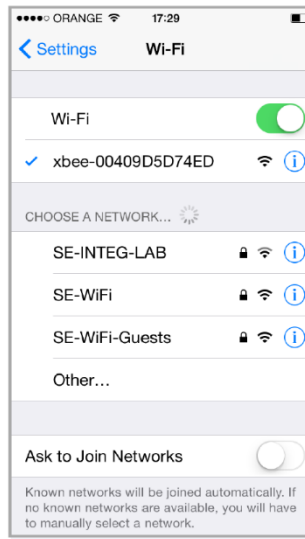 ORANGE 17:29
Settings Wi-Fi
Wi-Fi
xbee-00409D5D74ED
CHOOSE A NETWORK...
SE-INTEG-LAB
SE-WiFi
SE-WiFi-Guests
Other...
Ask to Join Networks
Known networks will be joined automatically. If
no known networks are available, you will have
to manually select a network.